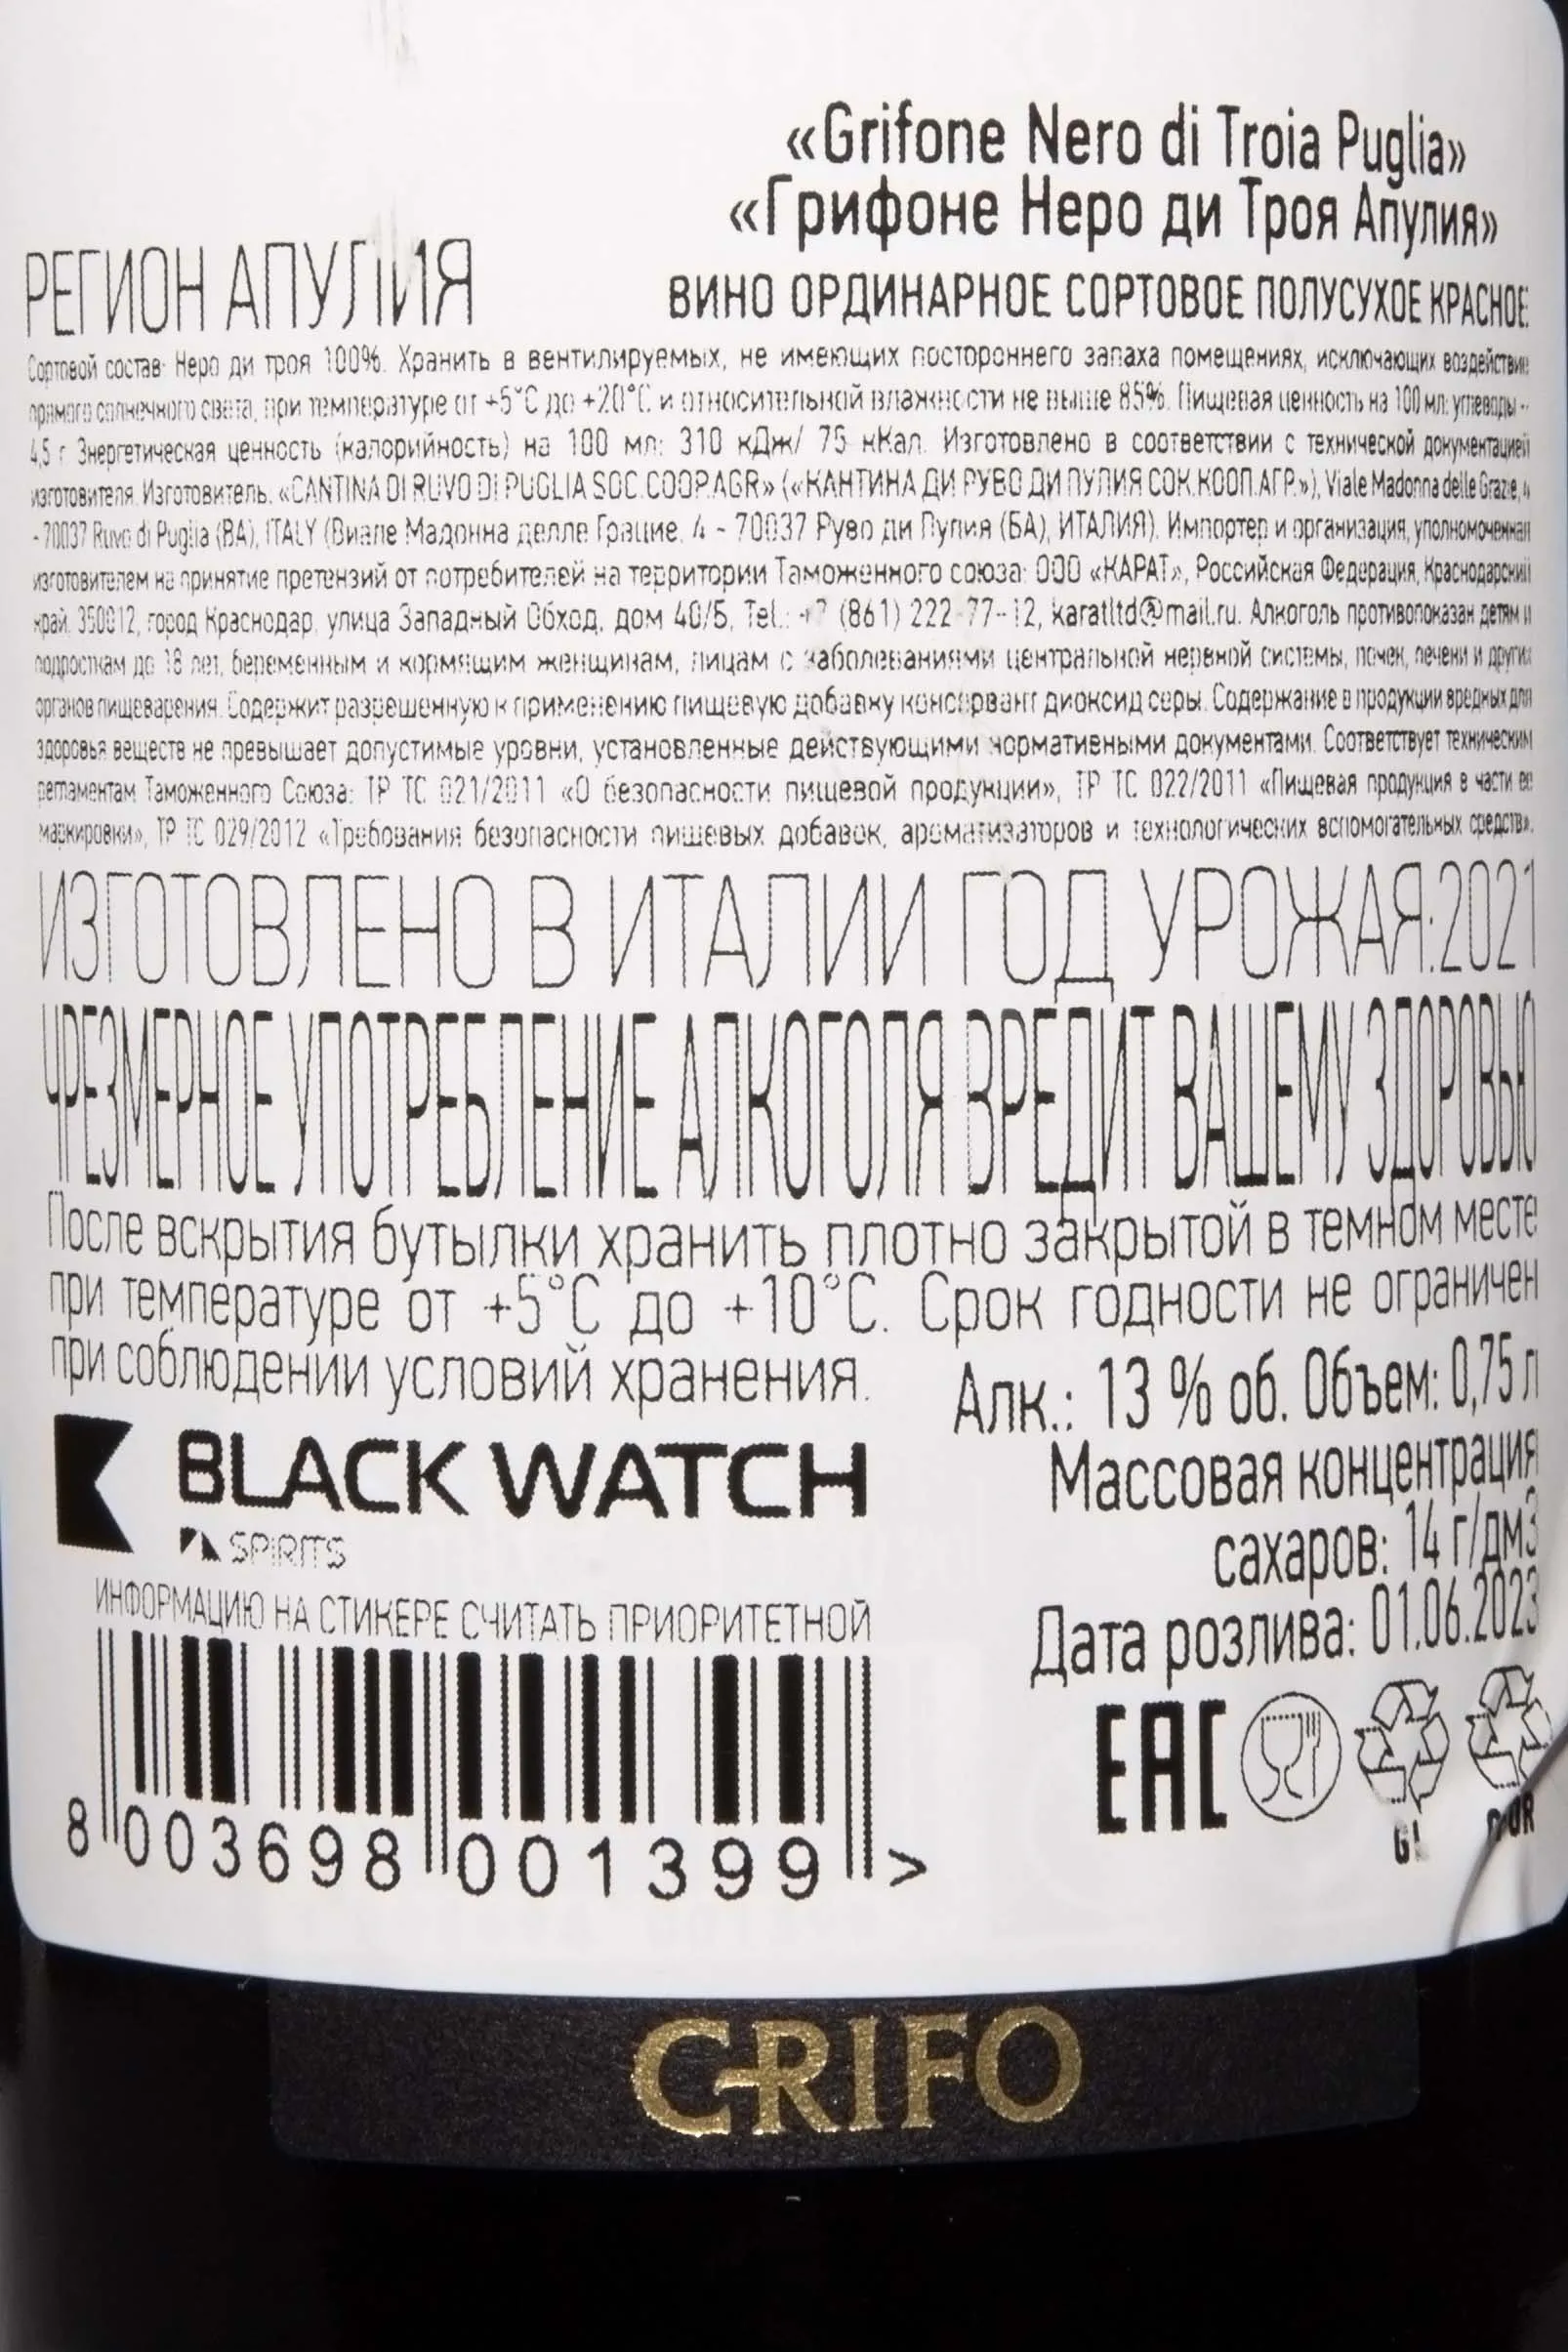 «Grifone Nero di Troia Puglia»
«Грифоне Неро ди Троя Апулия»
РЕГИОН АПУЛИЯ
ВИНО ОРДИНАРНОЕ СОРТОВОЕ ПОЛУСУХОЕ КРАСНОЕ
Сортовой состав: Неро ди троя 100%. Хранить в вентилируемых, не имеющих постороннего запаха помещениях, исключающих воздействие
прямого солнечного света, при температуре от +5°C до +20°C и относительной влажности не выше 85%. Пищевая ценность на 100 мл: углеводы -
4,5 г Энергетическая ценность (калорийность) на 100 мл: 310 кДж/ 75 кКал. Изготовлено в соответствии с технической документацией
изготовителя. Изготовитель: «CANTINA DI RUVO DI PUGLIA SOC.COOP.AGR» («КАНТИНА ДИ РУВО ДИ ПУЛИЯ СОК.КООП.АГР.»), Viale Madonna delle Grazie, 4
- 70037 Ruvo di Puglia (BA), ITALY (Виале Мадонна делле Грацие, 4 - 70037 Руво ди Пулия (БА), ИТАЛИЯ). Импортер и организация, уполномоченная
изготовителем на принятие претензий от потребителей на территории Таможенного союза: ООО «КАРАТ», Российская Федерация, Краснодарский
край, 350012, город Краснодар, улица Западный Обход, дом 40/Б, Tel.: +7 (861) 222-77-12, karatltd@mail.ru. Алкоголь противопоказан детям и
подросткам до 18 лет, беременным и кормящим женщинам, лицам с заболеваниями центральной нервной системы, почек, печени и других
органов пищеварения. Содержит разрешенную к применению пищевую добавку консервант диоксид серы. Содержание в продукции вредных для
здоровья веществ не превышает допустимые уровни, установленные действующими нормативными документами. Соответствует техническим
регламентам Таможенного Союза: ТР ТС 021/2011 «О безопасности пищевой продукции», ТР ТС 022/2011 «Пищевая продукция в части ее
маркировки», ТР ТС 029/2012 «Требования безопасности пищевых добавок, ароматизаторов и технологических вспомогательных средств».
ИЗГОТОВЛЕНО В ИТАЛИИ ГОД УРОЖАЯ:2021
ЧРЕЗМЕРНОЕ УПОТРЕБЛЕНИЕ АЛКОГОЛЯ ВРЕДИТ ВАШЕМУ ЗДОРОВЬЮ
После вскрытия бутылки хранить плотно закрытой в темном месте
при температуре от +5°C до +10°C. Срок годности не ограничен
при соблюдении условий хранения.
Алк.: 13 % об. Объем: 0,75 л
Массовая концентрация
сахаров: 14 г/дм3
Дата розлива: 01.06.2023
BLACK WATCH
SPIRITS
ИНФОРМАЦИЮ НА СТИКЕРЕ СЧИТАТЬ ПРИОРИТЕТНОЙ
8 003698 001399 >
EAC
GRIFO